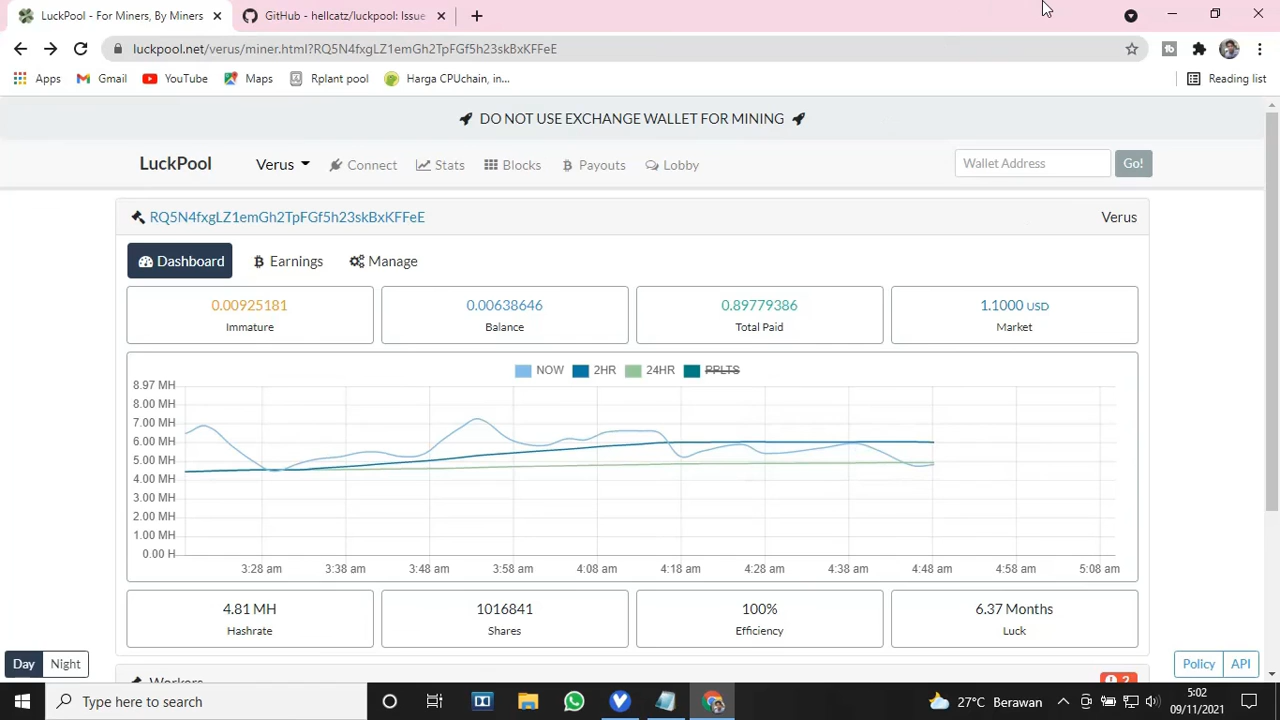 LuckPool - For Miners, By Miners
GitHub - hellcatz/luckpool: Issue
luckpool.net/verus/miner.html?RQ5N4fxgLZ1emGh2TpFGf5h23skBxKFFeE
Apps
Gmail
YouTube
Maps
Rplant pool
Harga CPUchain, in...
Reading list
DO NOT USE EXCHANGE WALLET FOR MINING
LuckPool
Verus
Connect
Stats
Blocks
Payouts
Lobby
Wallet Address
Go!
RQ5N4fxgLZ1emGh2TpFGf5h23skBxKFFeE
Verus
Dashboard
Earnings
Manage
0.00925181
Immature
0.00638646
Balance
0.89779386
Total Paid
1.1000 USD
Market
NOW
2HR
24HR
PPLTS
8.97 MH
8.00 MH
7.00 MH
6.00 MH
5.00 MH
4.00 MH
3.00 MH
2.00 MH
1.00 MH
0.00 H
3:28 am
3:38 am
3:48 am
3:58 am
4:08 am
4:18 am
4:28 am
4:38 am
4:48 am
4:58 am
5:08 am
4.81 MH
Hashrate
1016841
Shares
100%
Efficiency
6.37 Months
Luck
Day
Night
Workers
2
Policy
API
Type here to search
27°C Berawan
5:02
09/11/2021